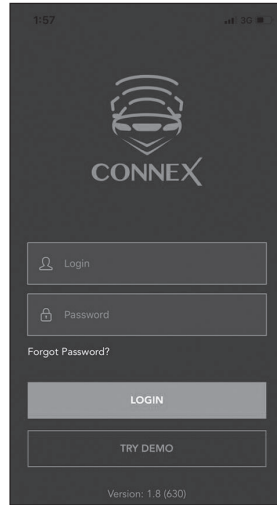 1:57 3G
CONNEX
Login
Password
Forgot Password?
LOGIN
TRY DEMO
Version: 1.8 (630)